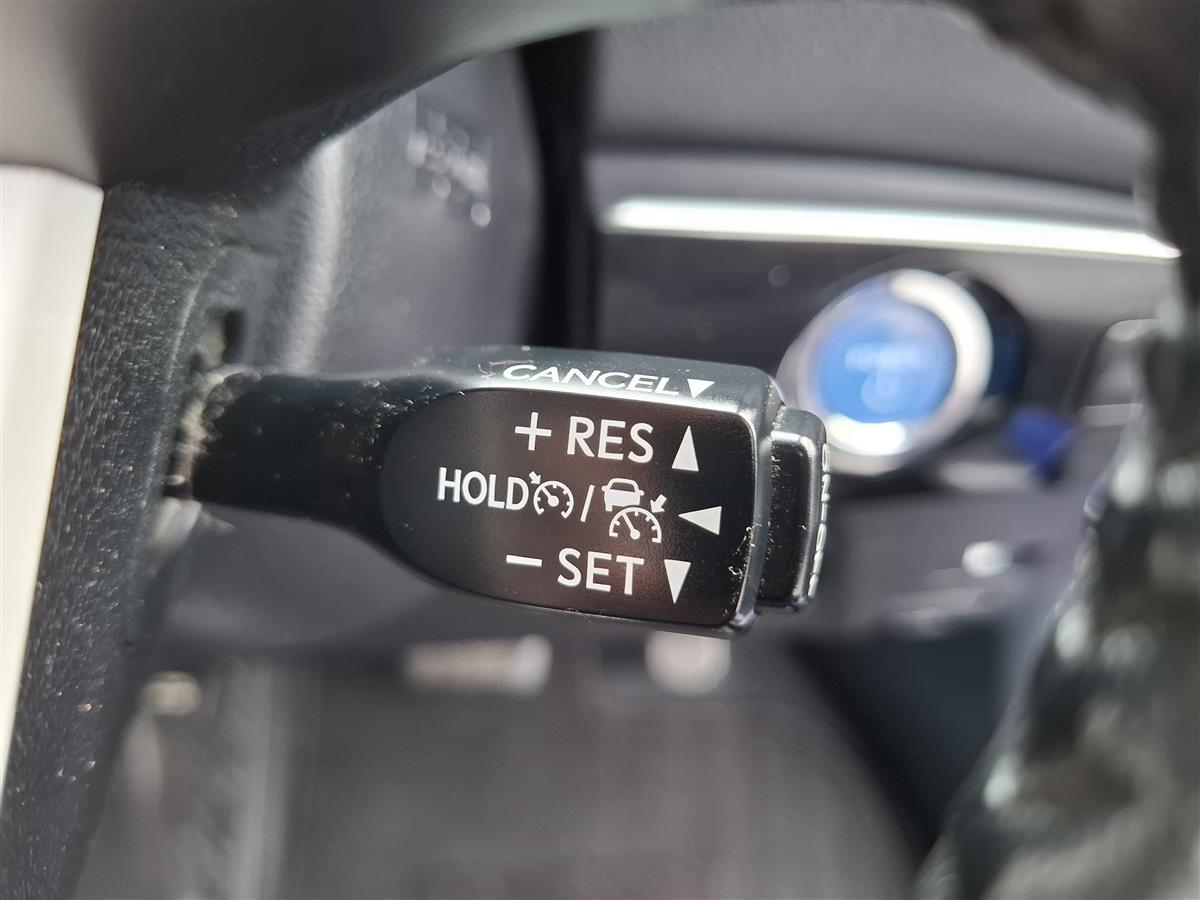 CANCEL
+ RES
HOLD /
− SET